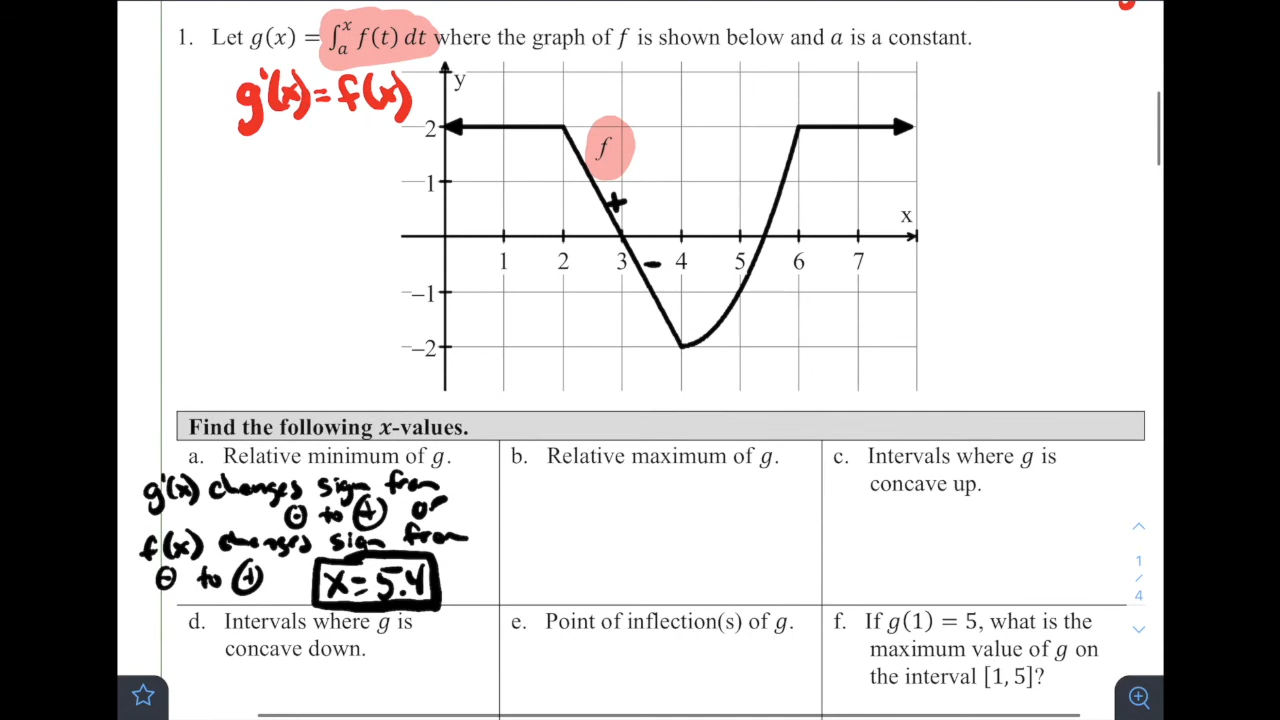 1. Let g(x) = ∫ₐˣ f(t) dt where the graph of f is shown below and a is a constant.
g'(x) = f(x)
y
2
f
1
+
x
1 2 3 - 4 5 6 7
-1
-2
Find the following x-values.
a. Relative minimum of g.
g'(x) changes sign from
⊖ to ⊕ or
f(x) changes sign from
⊖ to ⊕ x = 5.4
b. Relative maximum of g.
c. Intervals where g is
concave up.
1
/
4
d. Intervals where g is
concave down.
e. Point of inflection(s) of g.
f. If g(1) = 5, what is the
maximum value of g on
the interval [1, 5]?